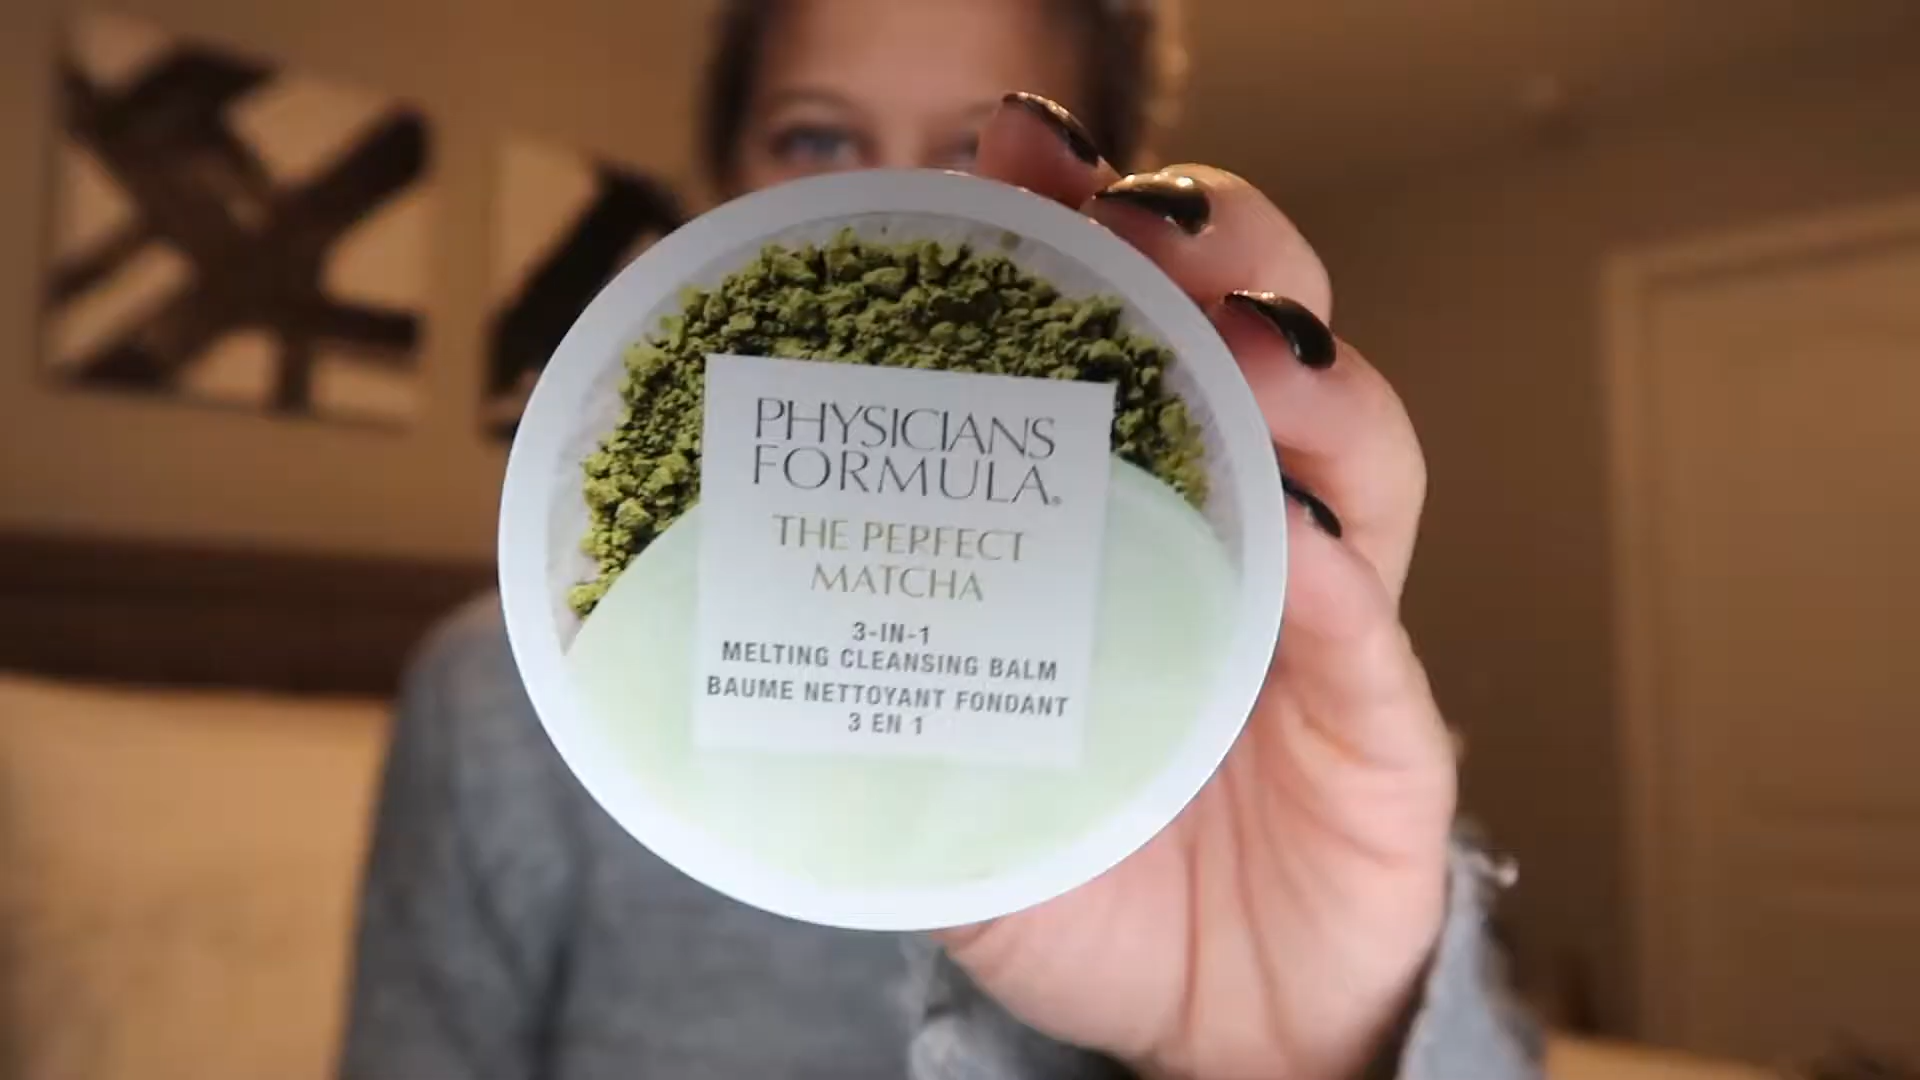 PHYSICIANS
FORMULA®
THE PERFECT
MATCHA
3-IN-1
MELTING CLEANSING BALM
BAUME NETTOYANT FONDANT
3 EN 1